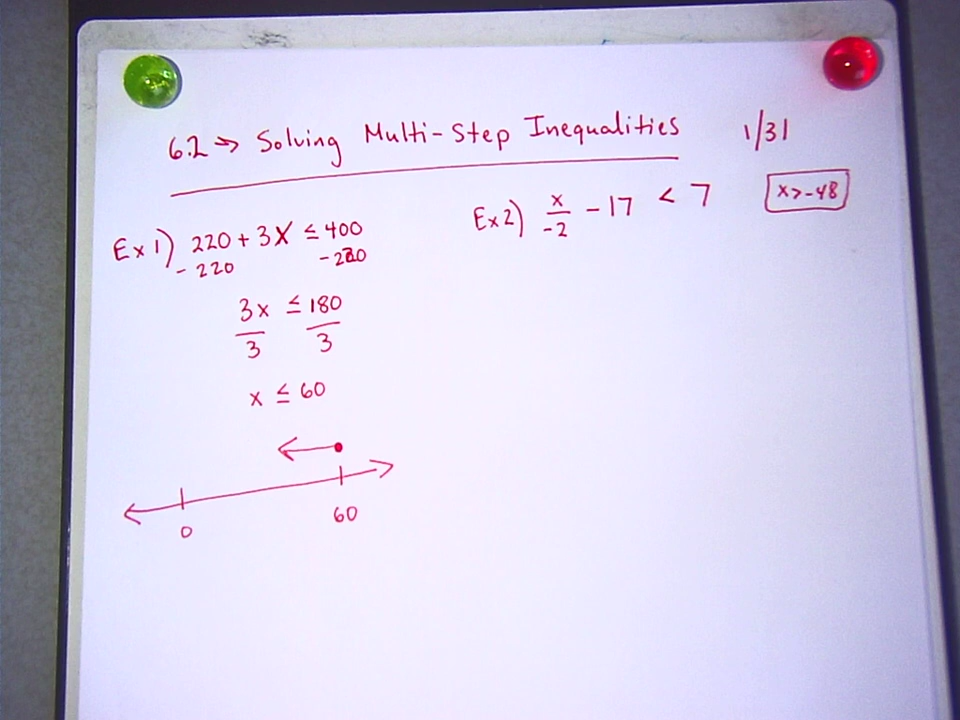 6.2 → Solving Multi-Step Inequalities 1/31
Ex 1) 220 + 3x ≤ 400
- 220 - 220
3x ≤ 180
3 3
x ≤ 60
0 60
Ex 2) x/-2 - 17 < 7
x > -48